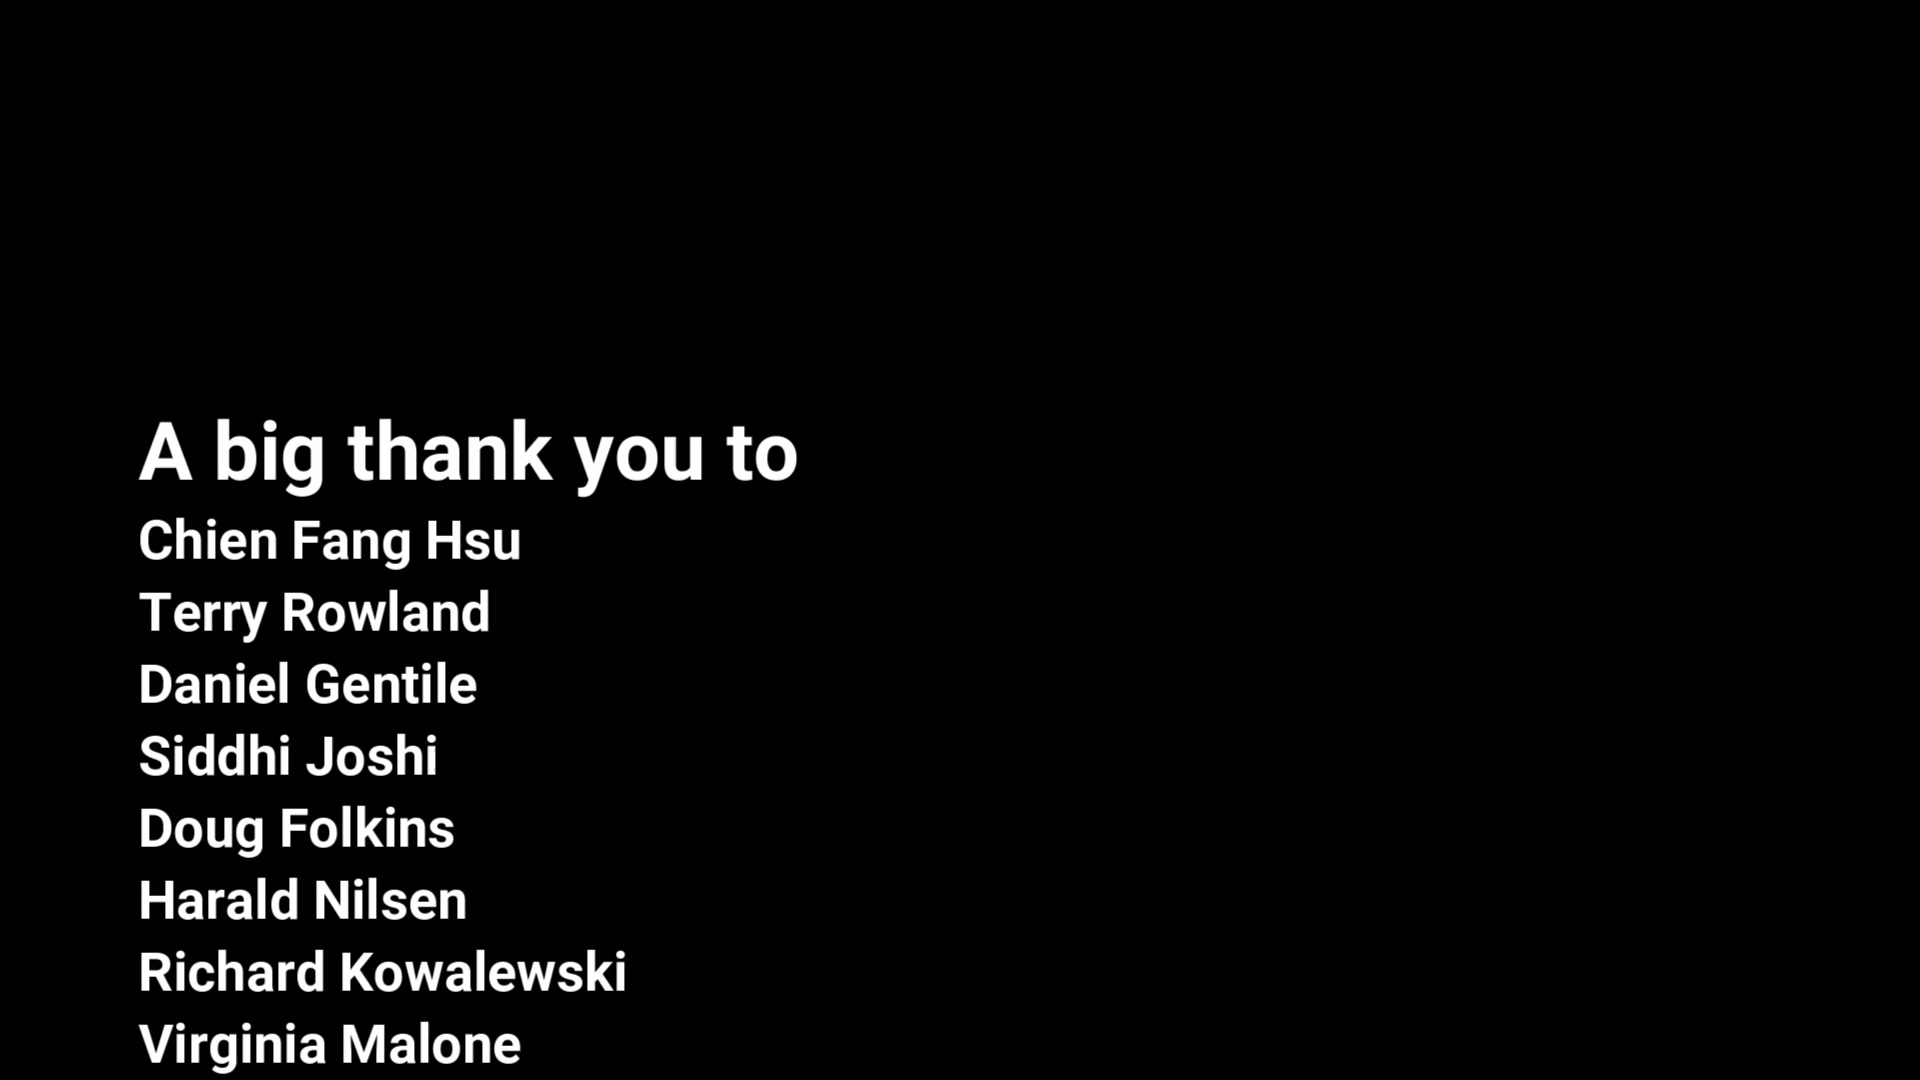 A big thank you to
Chien Fang Hsu
Terry Rowland
Daniel Gentile
Siddhi Joshi
Doug Folkins
Harald Nilsen
Richard Kowalewski
Virginia Malone